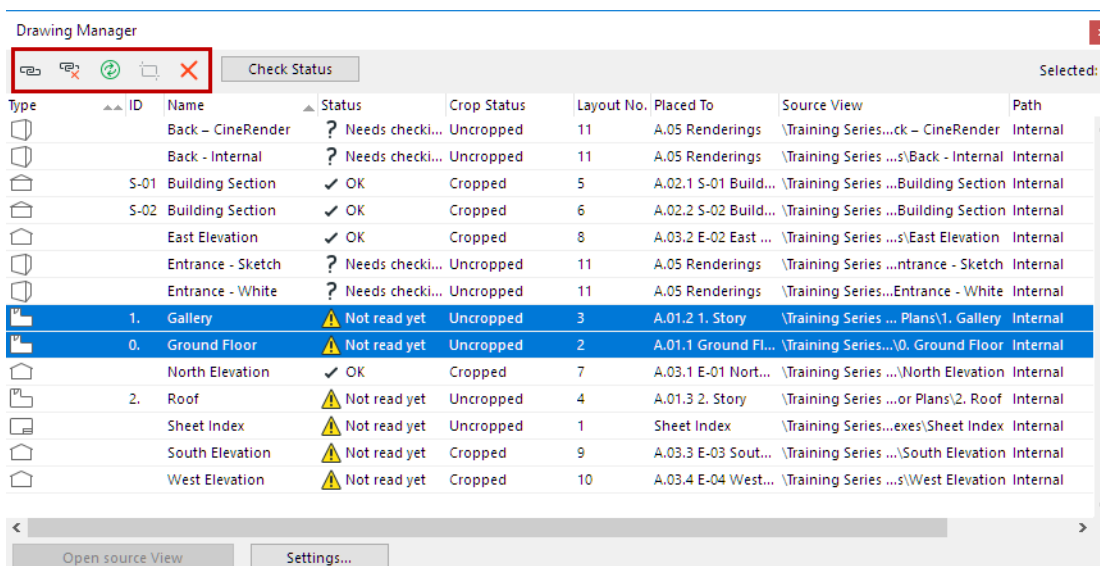 Drawing Manager
Check Status Selected:
Type ID Name Status Crop Status Layout No. Placed To Source View Path
Back – CineRender Needs checki... Uncropped 11 A.05 Renderings \Training Series...ck – CineRender Internal
Back - Internal Needs checki... Uncropped 11 A.05 Renderings \Training Series ...s\Back - Internal Internal
S-01 Building Section OK Cropped 5 A.02.1 S-01 Build... \Training Series ...Building Section Internal
S-02 Building Section OK Cropped 6 A.02.2 S-02 Build... \Training Series ...Building Section Internal
East Elevation OK Cropped 8 A.03.2 E-02 East ... \Training Series ...s\East Elevation Internal
Entrance - Sketch Needs checki... Uncropped 11 A.05 Renderings \Training Series ...ntrance - Sketch Internal
Entrance - White Needs checki... Uncropped 11 A.05 Renderings \Training Series...Entrance - White Internal
1. Gallery Not read yet Uncropped 3 A.01.2 1. Story \Training Series ... Plans\1. Gallery Internal
0. Ground Floor Not read yet Uncropped 2 A.01.1 Ground Fl... \Training Series...\0. Ground Floor Internal
North Elevation OK Cropped 7 A.03.1 E-01 Nort... \Training Series ...\North Elevation Internal
2. Roof Not read yet Uncropped 4 A.01.3 2. Story \Training Series ...or Plans\2. Roof Internal
Sheet Index Not read yet Uncropped 1 Sheet Index \Training Series...exes\Sheet Index Internal
South Elevation Not read yet Cropped 9 A.03.3 E-03 Sout... \Training Series ...\South Elevation Internal
West Elevation Not read yet Cropped 10 A.03.4 E-04 West... \Training Series ...s\West Elevation Internal
Open source View Settings...